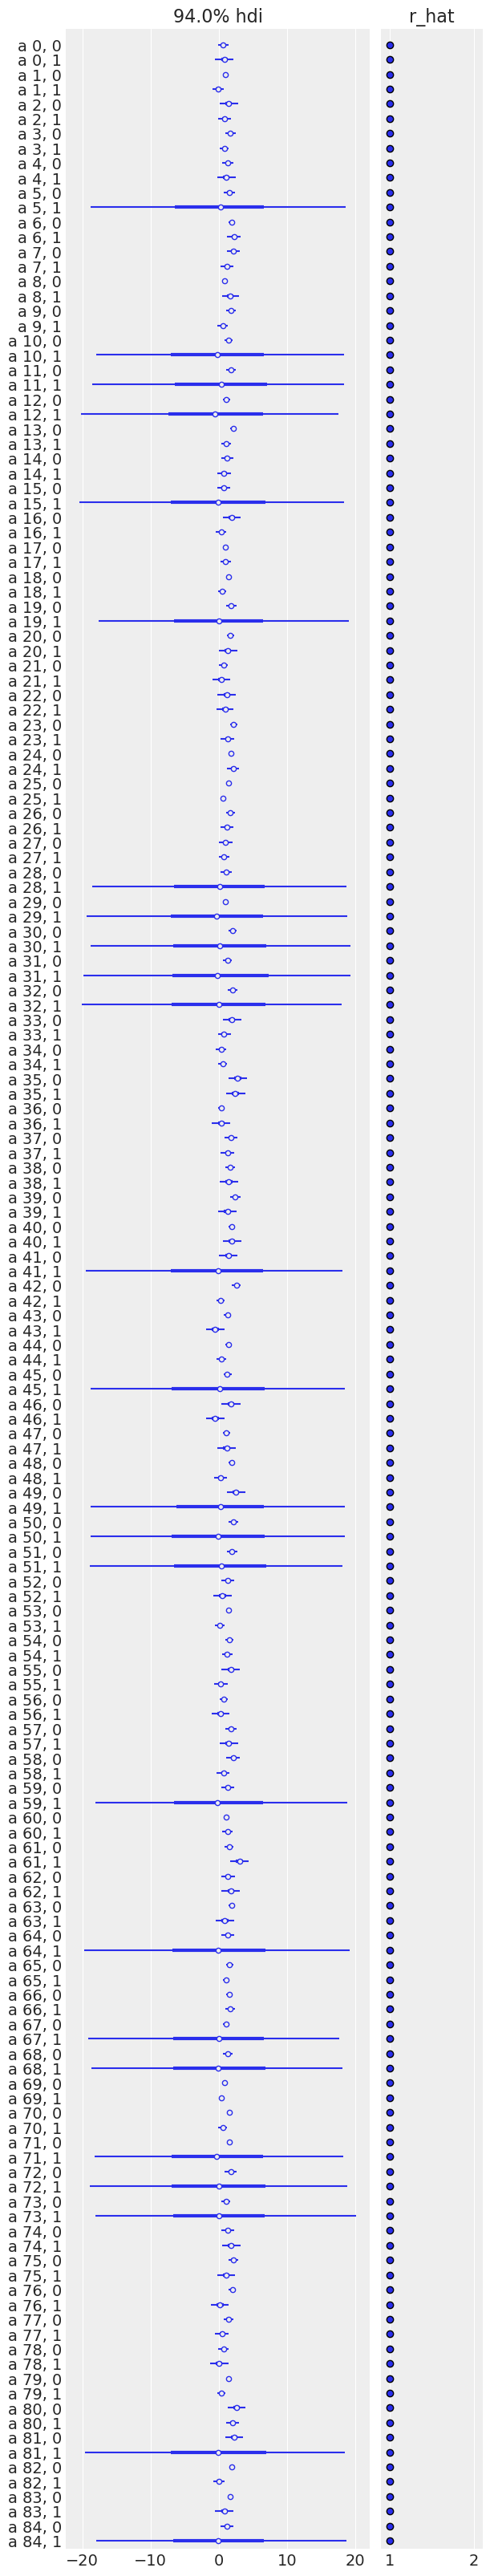 94.0% hdi
r_hat
a 0, 0
a 0, 1
a 1, 0
a 1, 1
a 2, 0
a 2, 1
a 3, 0
a 3, 1
a 4, 0
a 4, 1
a 5, 0
a 5, 1
a 6, 0
a 6, 1
a 7, 0
a 7, 1
a 8, 0
a 8, 1
a 9, 0
a 9, 1
a 10, 0
a 10, 1
a 11, 0
a 11, 1
a 12, 0
a 12, 1
a 13, 0
a 13, 1
a 14, 0
a 14, 1
a 15, 0
a 15, 1
a 16, 0
a 16, 1
a 17, 0
a 17, 1
a 18, 0
a 18, 1
a 19, 0
a 19, 1
a 20, 0
a 20, 1
a 21, 0
a 21, 1
a 22, 0
a 22, 1
a 23, 0
a 23, 1
a 24, 0
a 24, 1
a 25, 0
a 25, 1
a 26, 0
a 26, 1
a 27, 0
a 27, 1
a 28, 0
a 28, 1
a 29, 0
a 29, 1
a 30, 0
a 30, 1
a 31, 0
a 31, 1
a 32, 0
a 32, 1
a 33, 0
a 33, 1
a 34, 0
a 34, 1
a 35, 0
a 35, 1
a 36, 0
a 36, 1
a 37, 0
a 37, 1
a 38, 0
a 38, 1
a 39, 0
a 39, 1
a 40, 0
a 40, 1
a 41, 0
a 41, 1
a 42, 0
a 42, 1
a 43, 0
a 43, 1
a 44, 0
a 44, 1
a 45, 0
a 45, 1
a 46, 0
a 46, 1
a 47, 0
a 47, 1
a 48, 0
a 48, 1
a 49, 0
a 49, 1
a 50, 0
a 50, 1
a 51, 0
a 51, 1
a 52, 0
a 52, 1
a 53, 0
a 53, 1
a 54, 0
a 54, 1
a 55, 0
a 55, 1
a 56, 0
a 56, 1
a 57, 0
a 57, 1
a 58, 0
a 58, 1
a 59, 0
a 59, 1
a 60, 0
a 60, 1
a 61, 0
a 61, 1
a 62, 0
a 62, 1
a 63, 0
a 63, 1
a 64, 0
a 64, 1
a 65, 0
a 65, 1
a 66, 0
a 66, 1
a 67, 0
a 67, 1
a 68, 0
a 68, 1
a 69, 0
a 69, 1
a 70, 0
a 70, 1
a 71, 0
a 71, 1
a 72, 0
a 72, 1
a 73, 0
a 73, 1
a 74, 0
a 74, 1
a 75, 0
a 75, 1
a 76, 0
a 76, 1
a 77, 0
a 77, 1
a 78, 0
a 78, 1
a 79, 0
a 79, 1
a 80, 0
a 80, 1
a 81, 0
a 81, 1
a 82, 0
a 82, 1
a 83, 0
a 83, 1
a 84, 0
a 84, 1
−20 −10 0 10 20 1 2